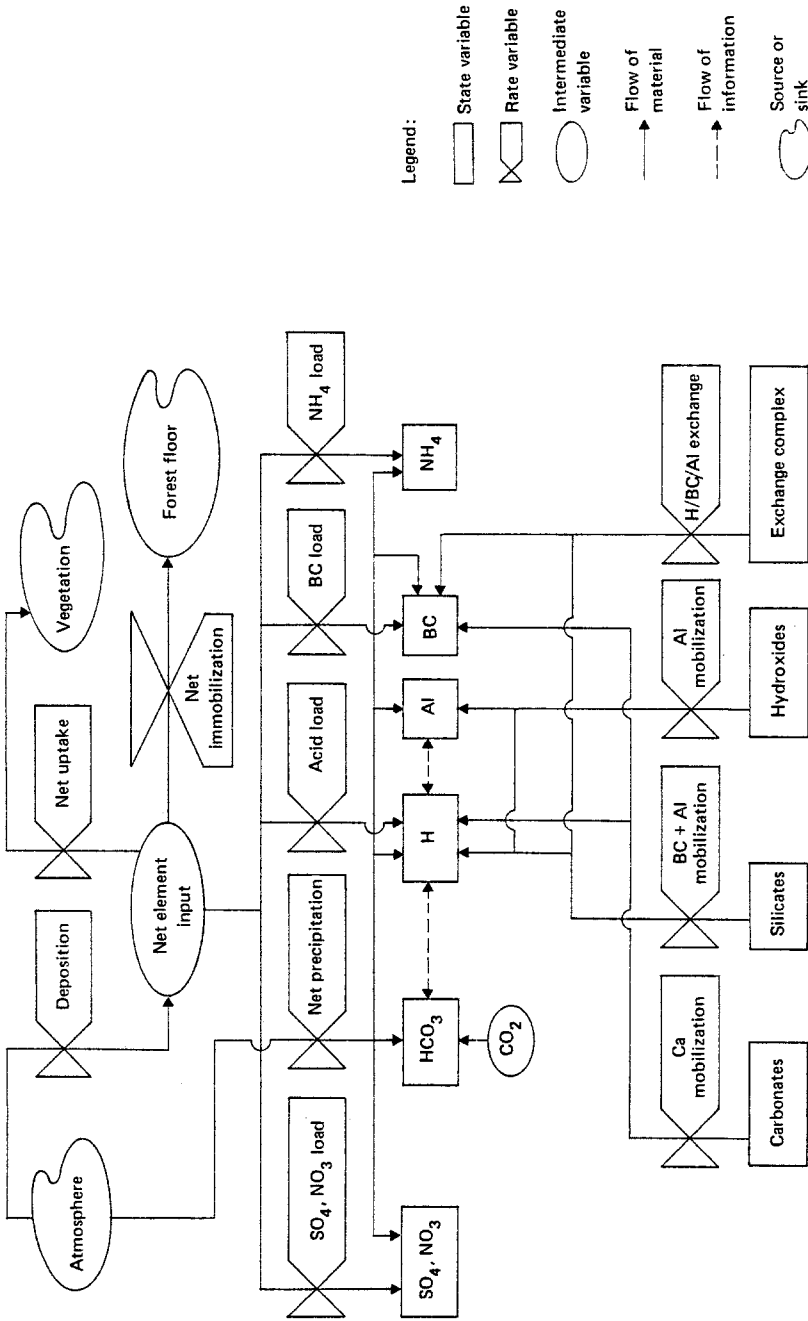 Atmosphere
Deposition
Net uptake
Vegetation
Net element
input
Net
immobilization
Forest floor
SO₄, NO₃ load
Net precipitation
Acid load
BC load
NH₄ load
SO₄, NO₃
HCO₃
H
Al
BC
NH₄
CO₂
Ca
mobilization
BC + Al
mobilization
Al
mobilization
H/BC/Al exchange
Carbonates
Silicates
Hydroxides
Exchange complex
Legend:
State variable
Rate variable
Intermediate
variable
Flow of
material
Flow of
information
Source or
sink